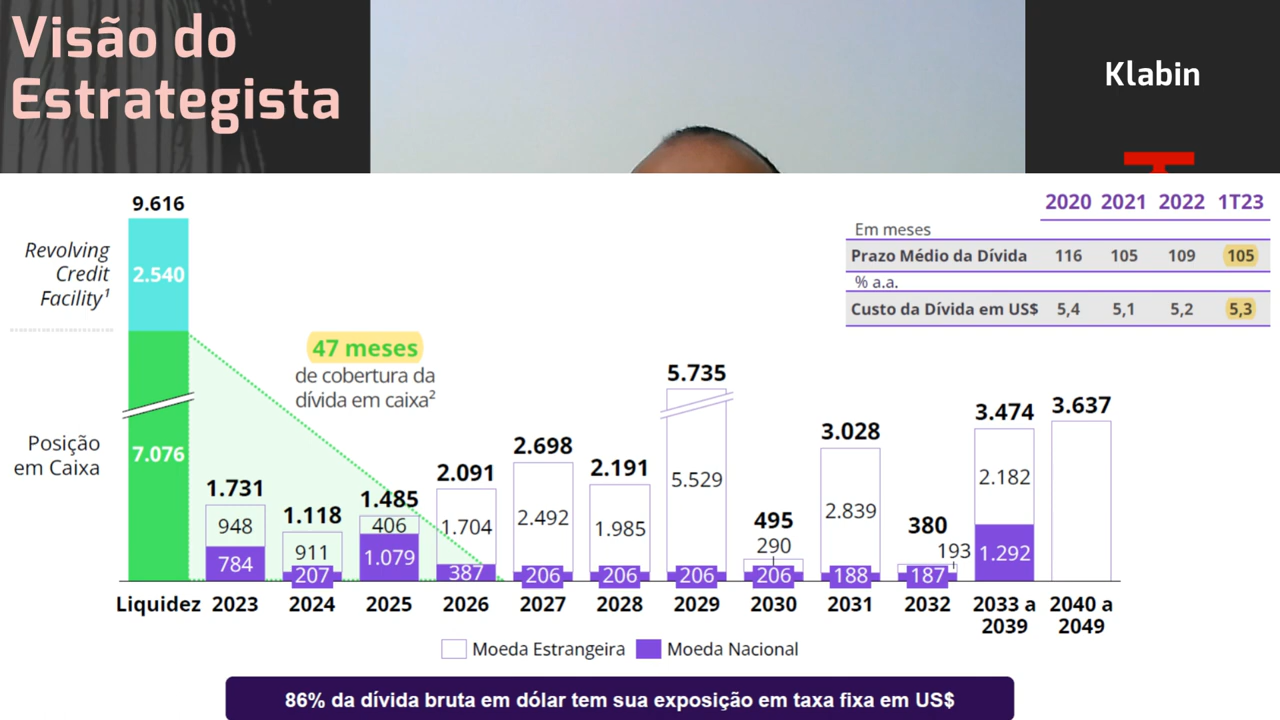 Visão do
Estrategista
Klabin
9.616
Revolving
Credit
Facility¹
2.540
Posição
em Caixa
7.076
47 meses
de cobertura da
dívida em caixa²
2020 2021 2022 1T23
Em meses
Prazo Médio da Dívida 116 105 109 105
% a.a.
Custo da Dívida em US$ 5,4 5,1 5,2 5,3
1.731
948
784
1.118
911
207
1.485
406
1.079
2.091
1.704
387
2.698
2.492
206
2.191
1.985
206
5.735
5.529
206
495
290
206
3.028
2.839
188
380
193
187
3.474
2.182
1.292
3.637
Liquidez 2023 2024 2025 2026 2027 2028 2029 2030 2031 2032 2033 a 2040 a
2039 2049
Moeda Estrangeira Moeda Nacional
86% da dívida bruta em dólar tem sua exposição em taxa fixa em US$